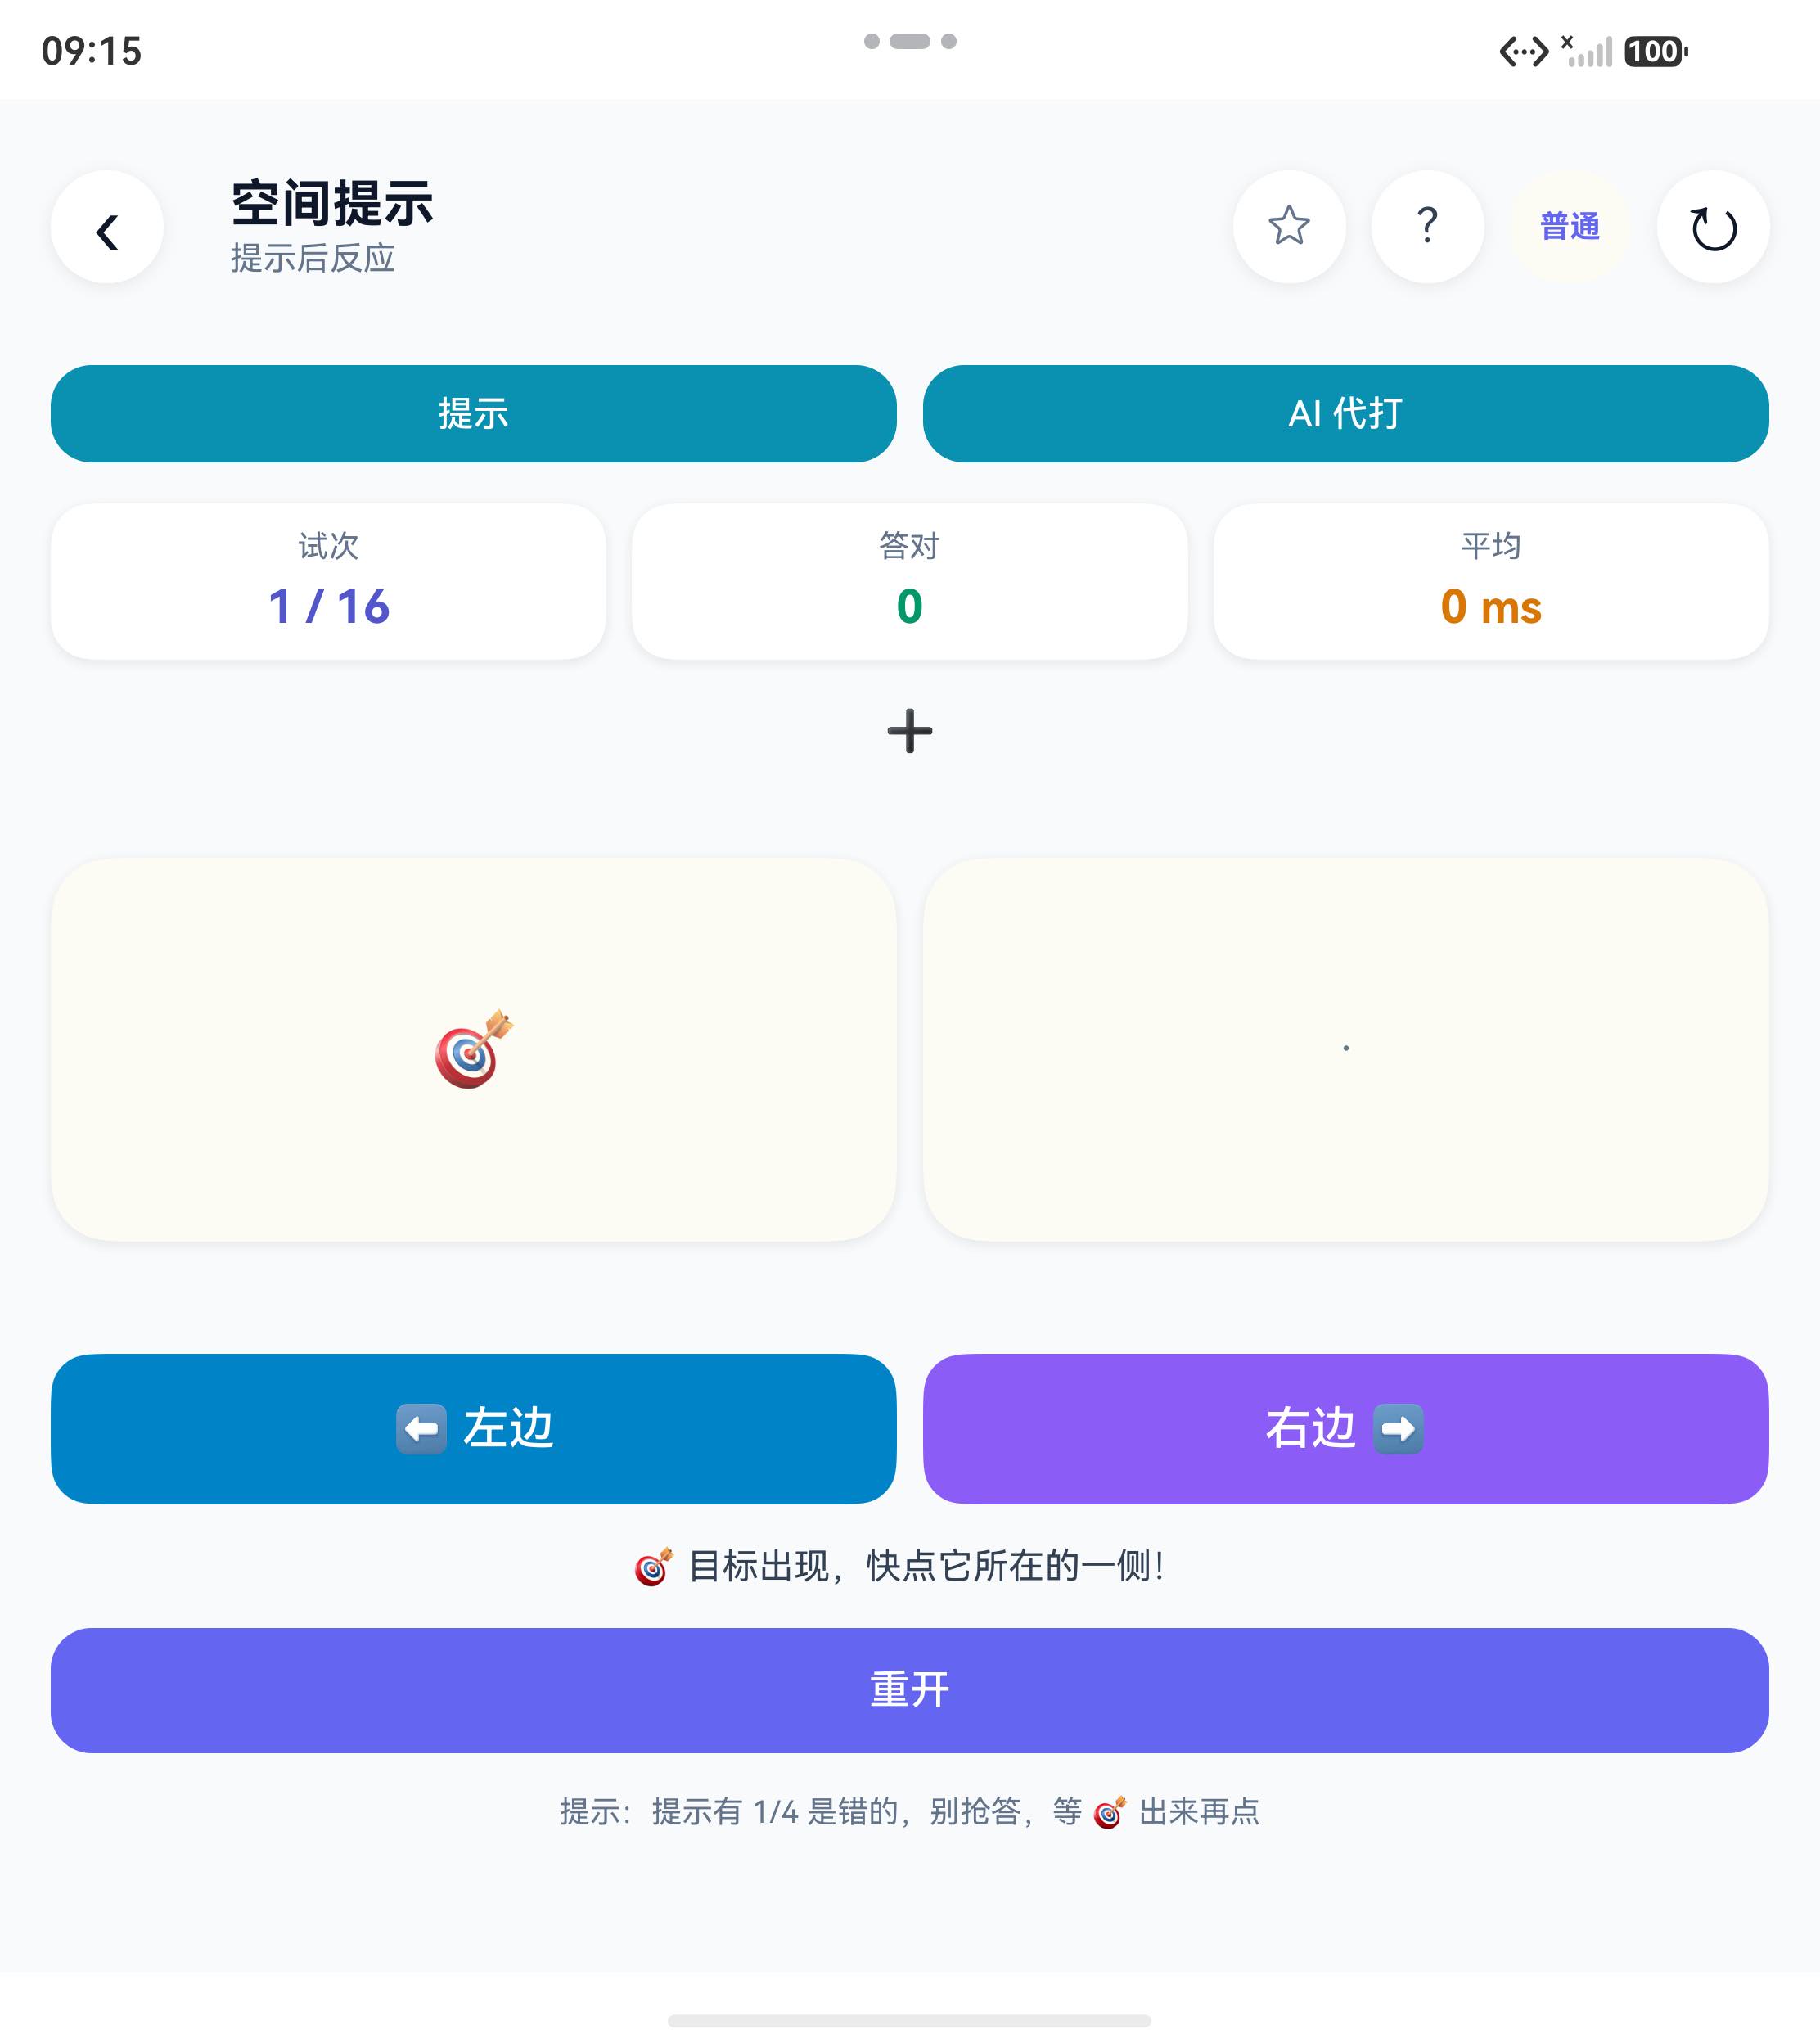 09:15
100
空间提示
提示后反应
?
普通
提示
AI 代打
试次
1 / 16
答对
0
平均
0 ms
⬅️ 左边
右边 ➡️
🎯 目标出现，快点它所在的一侧！
重开
提示：提示有 1/4 是错的，别抢答，等 🎯 出来再点